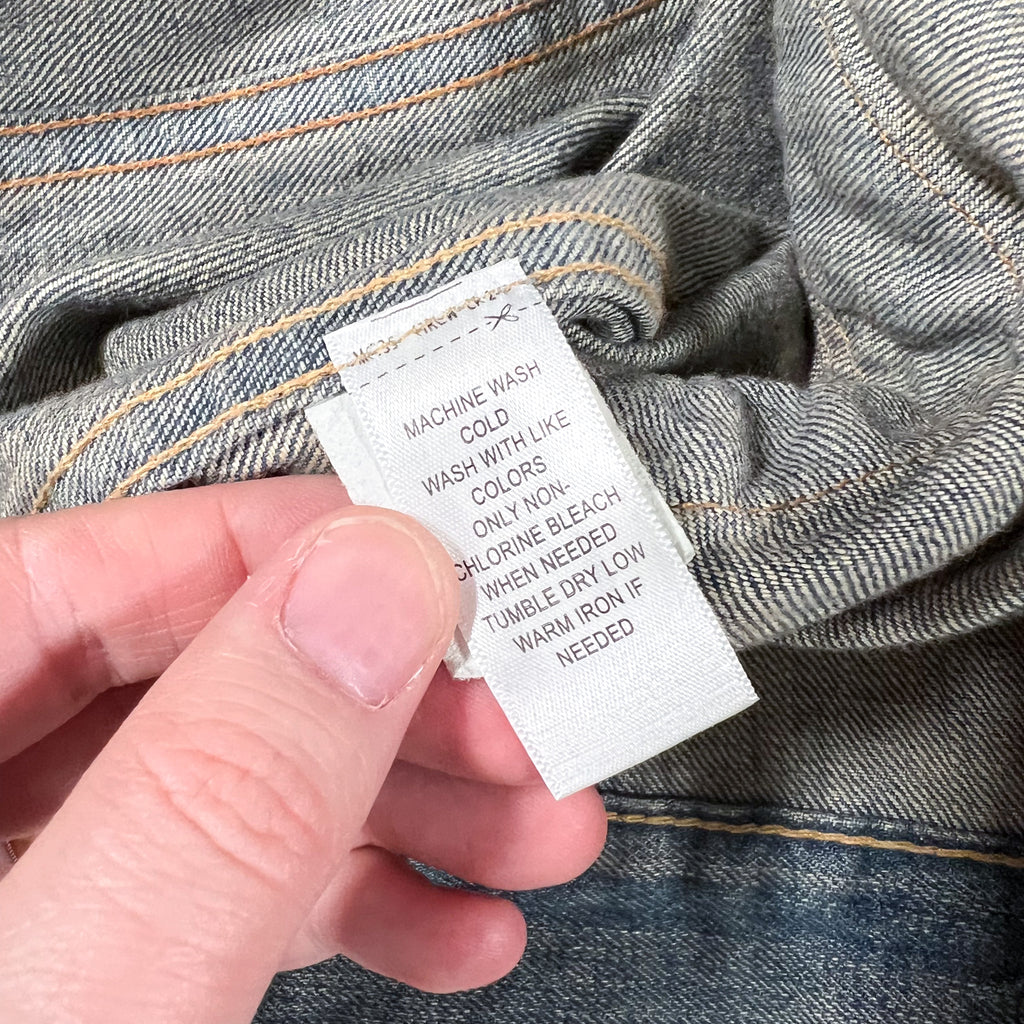 MACHINE WASH
COLD
WASH WITH LIKE
COLORS
ONLY NON-
CHLORINE BLEACH
WHEN NEEDED
TUMBLE DRY LOW
WARM IRON IF
NEEDED